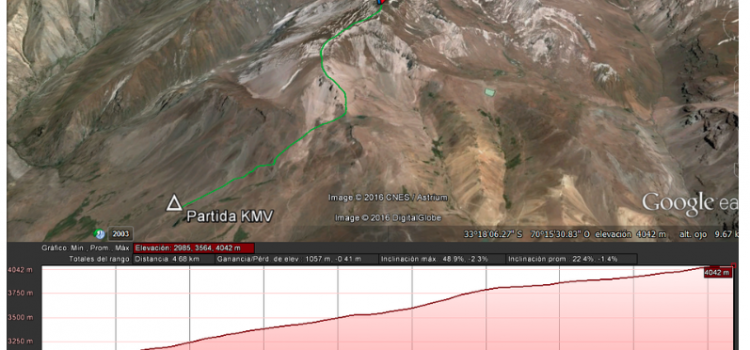 Partida KMV
Image © 2016 CNES / Astrium
Image © 2016 DigitalGlobe
Google ea
2003
33°18'06.27" S 70°15'30.83" O elevación 4042 m alt. ojo 9.67 k
Gráfico Mín Prom. Máx Elevación: 2985, 3564, 4042 m
Totales del rango Distancia: 4.68 km Ganancia/Pérd. de elev 1057 m, -0.41 m Inclinación máx 48.9%, -2.3% Inclinación prom: 22.4%, -1.4%
4042 m
4042 m
3750 m
3500 m
3250 m